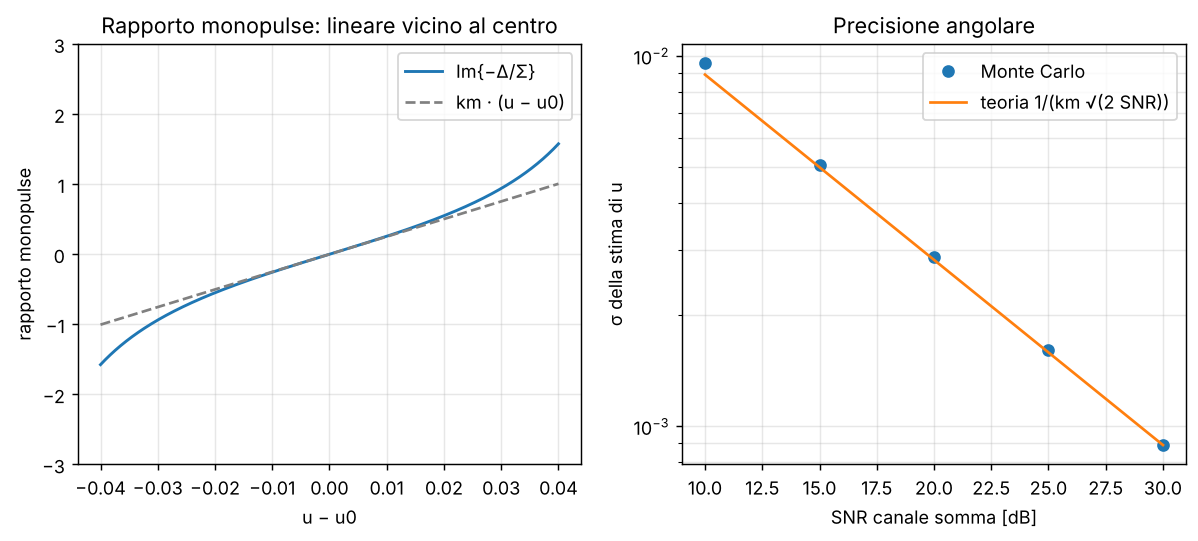 Rapporto monopulse: lineare vicino al centro
Im{−Δ/Σ}
km · (u − u0)
rapporto monopulse
3
2
1
0
−1
−2
−3
−0.04 −0.03 −0.02 −0.01 0.00 0.01 0.02 0.03 0.04
u − u0
Precisione angolare
Monte Carlo
teoria 1/(km √(2 SNR))
σ della stima di u
10⁻²
10⁻³
10.0 12.5 15.0 17.5 20.0 22.5 25.0 27.5 30.0
SNR canale somma [dB]